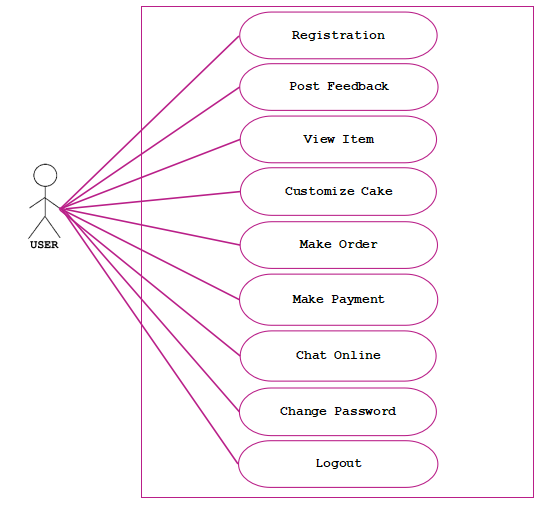 Registration
Post Feedback
View Item
Customize Cake
USER
Make Order
Make Payment
Chat Online
Change Password
Logout